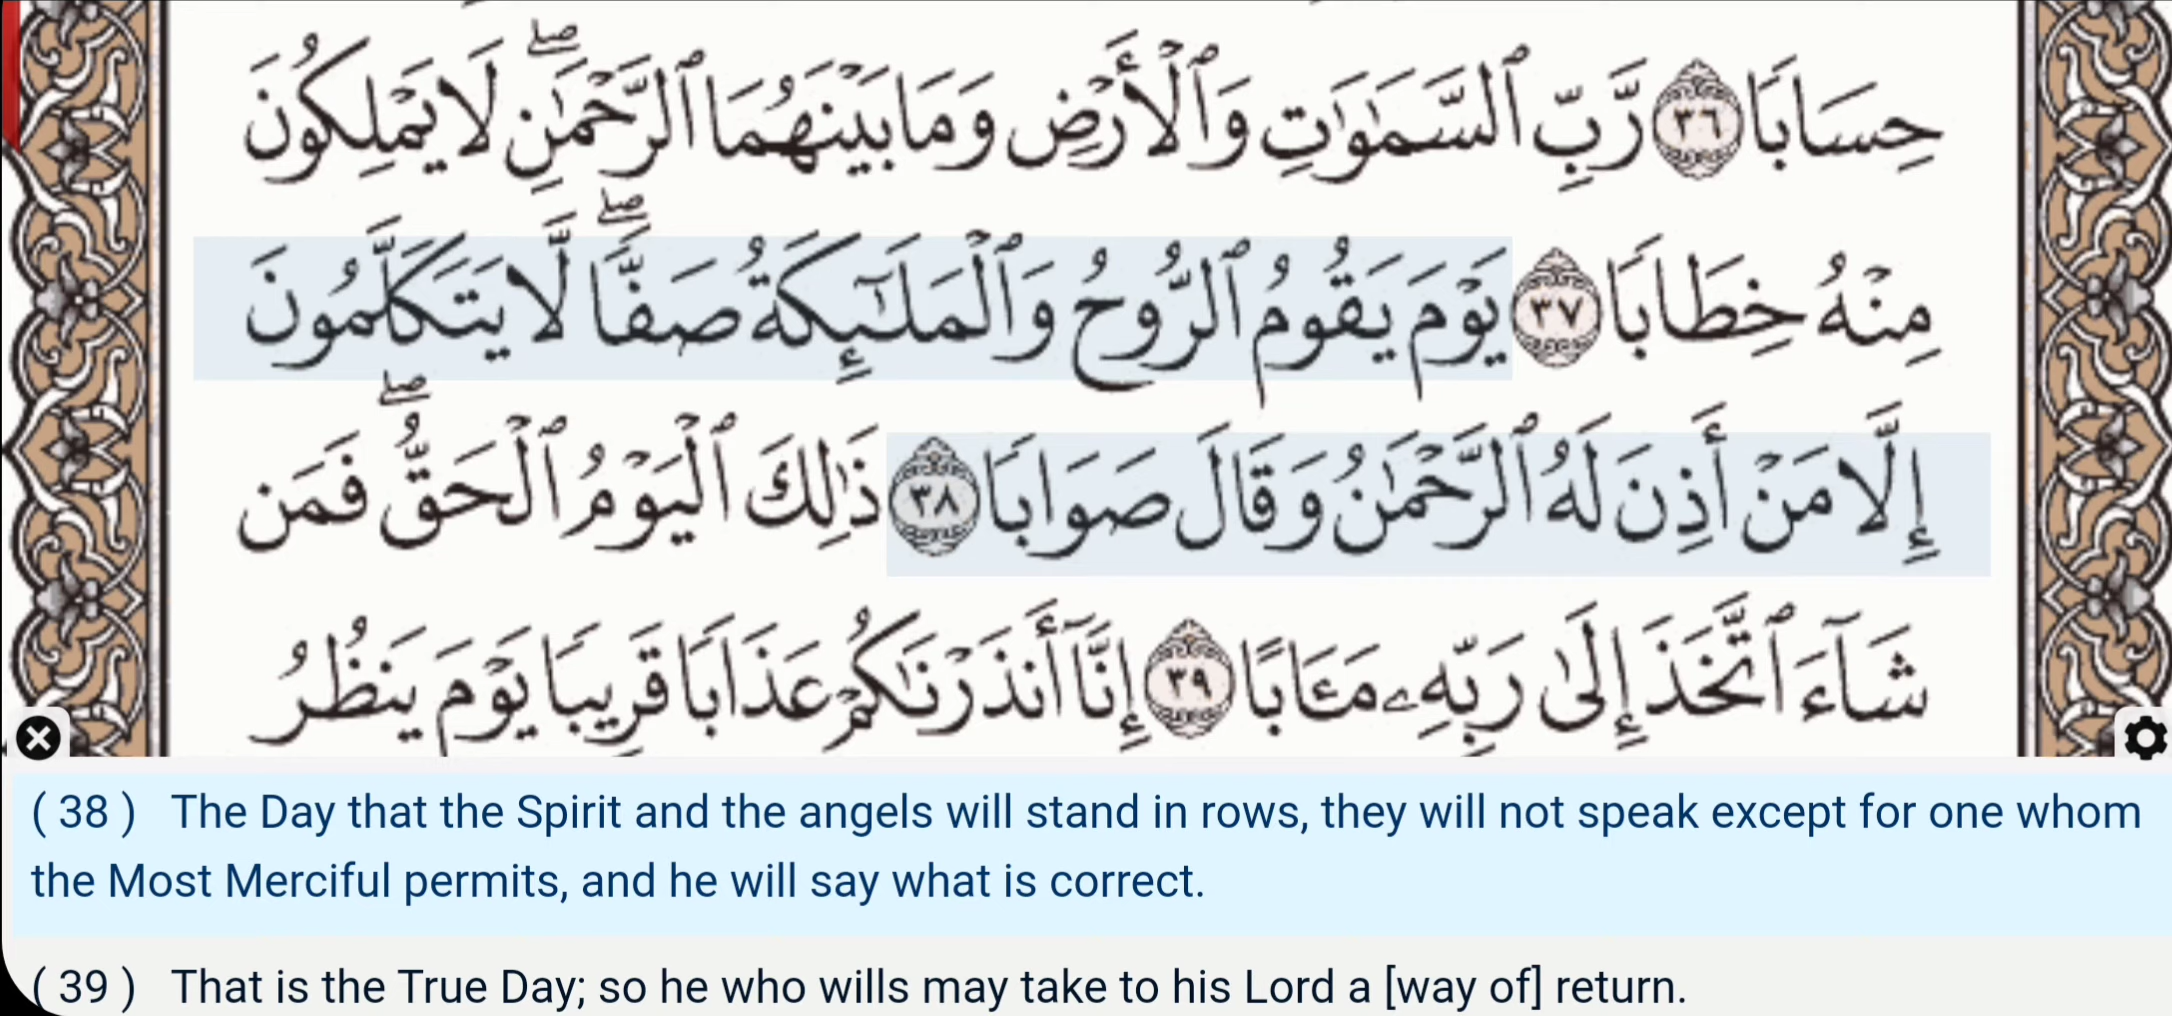 حِسَابًا ٣٦ رَّبِّ ٱلسَّمَٰوَٰتِ وَٱلْأَرْضِ وَمَا بَيْنَهُمَا ٱلرَّحْمَٰنِ ۖ لَا يَمْلِكُونَ
مِنْهُ خِطَابًا ٣٧ يَوْمَ يَقُومُ ٱلرُّوحُ وَٱلْمَلَٰٓئِكَةُ صَفًّا ۖ لَّا يَتَكَلَّمُونَ
إِلَّا مَنْ أَذِنَ لَهُ ٱلرَّحْمَٰنُ وَقَالَ صَوَابًا ٣٨ ذَٰلِكَ ٱلْيَوْمُ ٱلْحَقُّ ۖ فَمَن
شَآءَ ٱتَّخَذَ إِلَىٰ رَبِّهِۦ مَـَٔابًا ٣٩ إِنَّآ أَنذَرْنَٰكُمْ عَذَابًا قَرِيبًا يَوْمَ يَنظُرُ
( 38 ) The Day that the Spirit and the angels will stand in rows, they will not speak except for one whom
the Most Merciful permits, and he will say what is correct.
( 39 ) That is the True Day; so he who wills may take to his Lord a [way of] return.